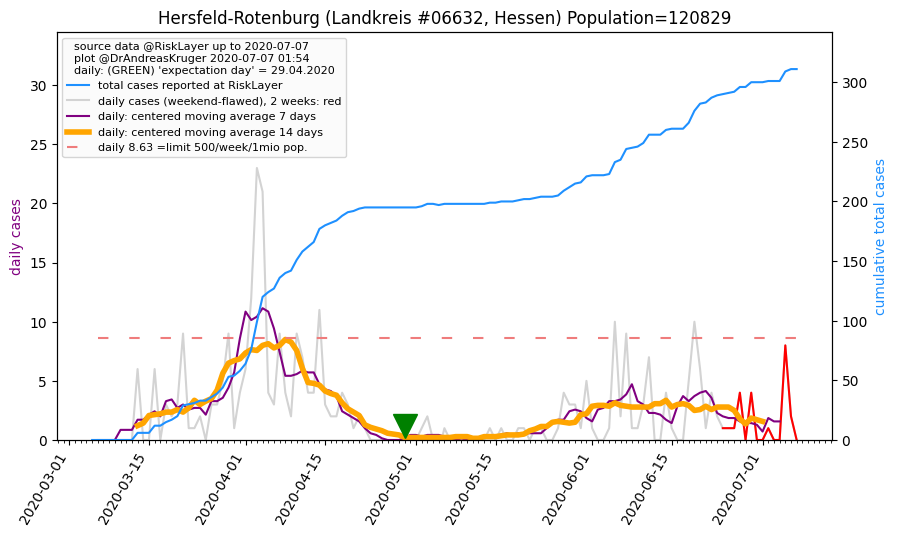 Hersfeld-Rotenburg (Landkreis #06632, Hessen) Population=120829
source data @RiskLayer up to 2020-07-07
plot @DrAndreasKruger 2020-07-07 01:54
daily: (GREEN) 'expectation day' = 29.04.2020
total cases reported at RiskLayer
daily cases (weekend-flawed), 2 weeks: red
daily: centered moving average 7 days
daily: centered moving average 14 days
daily 8.63 =limit 500/week/1mio pop.
daily cases
30
25
20
15
10
5
0
cumulative total cases
300
250
200
150
100
50
0
2020-03-01
2020-03-15
2020-04-01
2020-04-15
2020-05-01
2020-05-15
2020-06-01
2020-06-15
2020-07-01